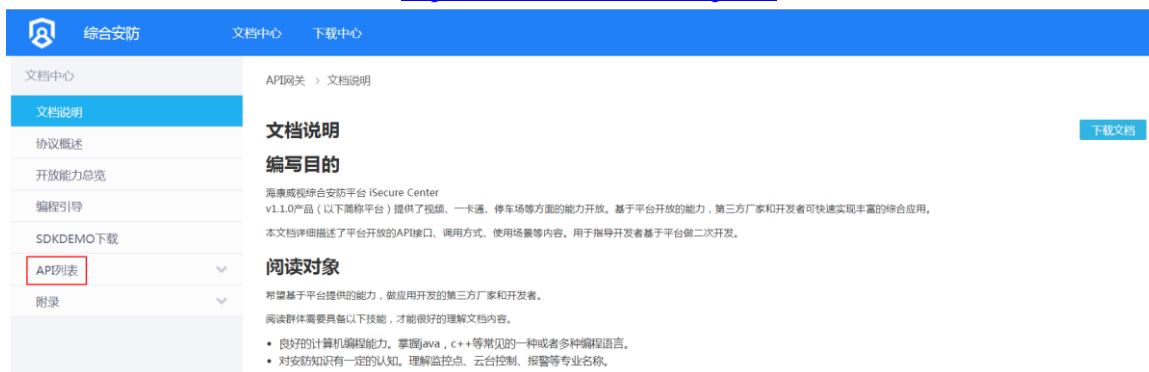 综合安防 文档中心 下载中心
文档中心
文档说明
协议概述
开放能力总览
编程引导
SDKDEMO下载
API列表
附录
API网关 > 文档说明
文档说明
下载文档
编写目的
海康威视综合安防平台 iSecure Center
v1.1.0产品（以下简称平台）提供了视频、一卡通、停车场等方面的能力开放。基于平台开放的能力，第三方厂家和开发者可快速实现丰富的综合应用。
本文档详细描述了平台开放的API接口、调用方式、使用场景等内容。用于指导开发者基于平台做二次开发。
阅读对象
希望基于平台提供的能力，做应用开发的第三方厂家和开发者。
阅读群体需要具备以下技能，才能很好的理解文档内容。
• 良好的计算机编程能力。掌握java，c++等常见的一种或者多种编程语言。
• 对安防知识有一定的认知。理解监控点、云台控制、报警等专业名称。